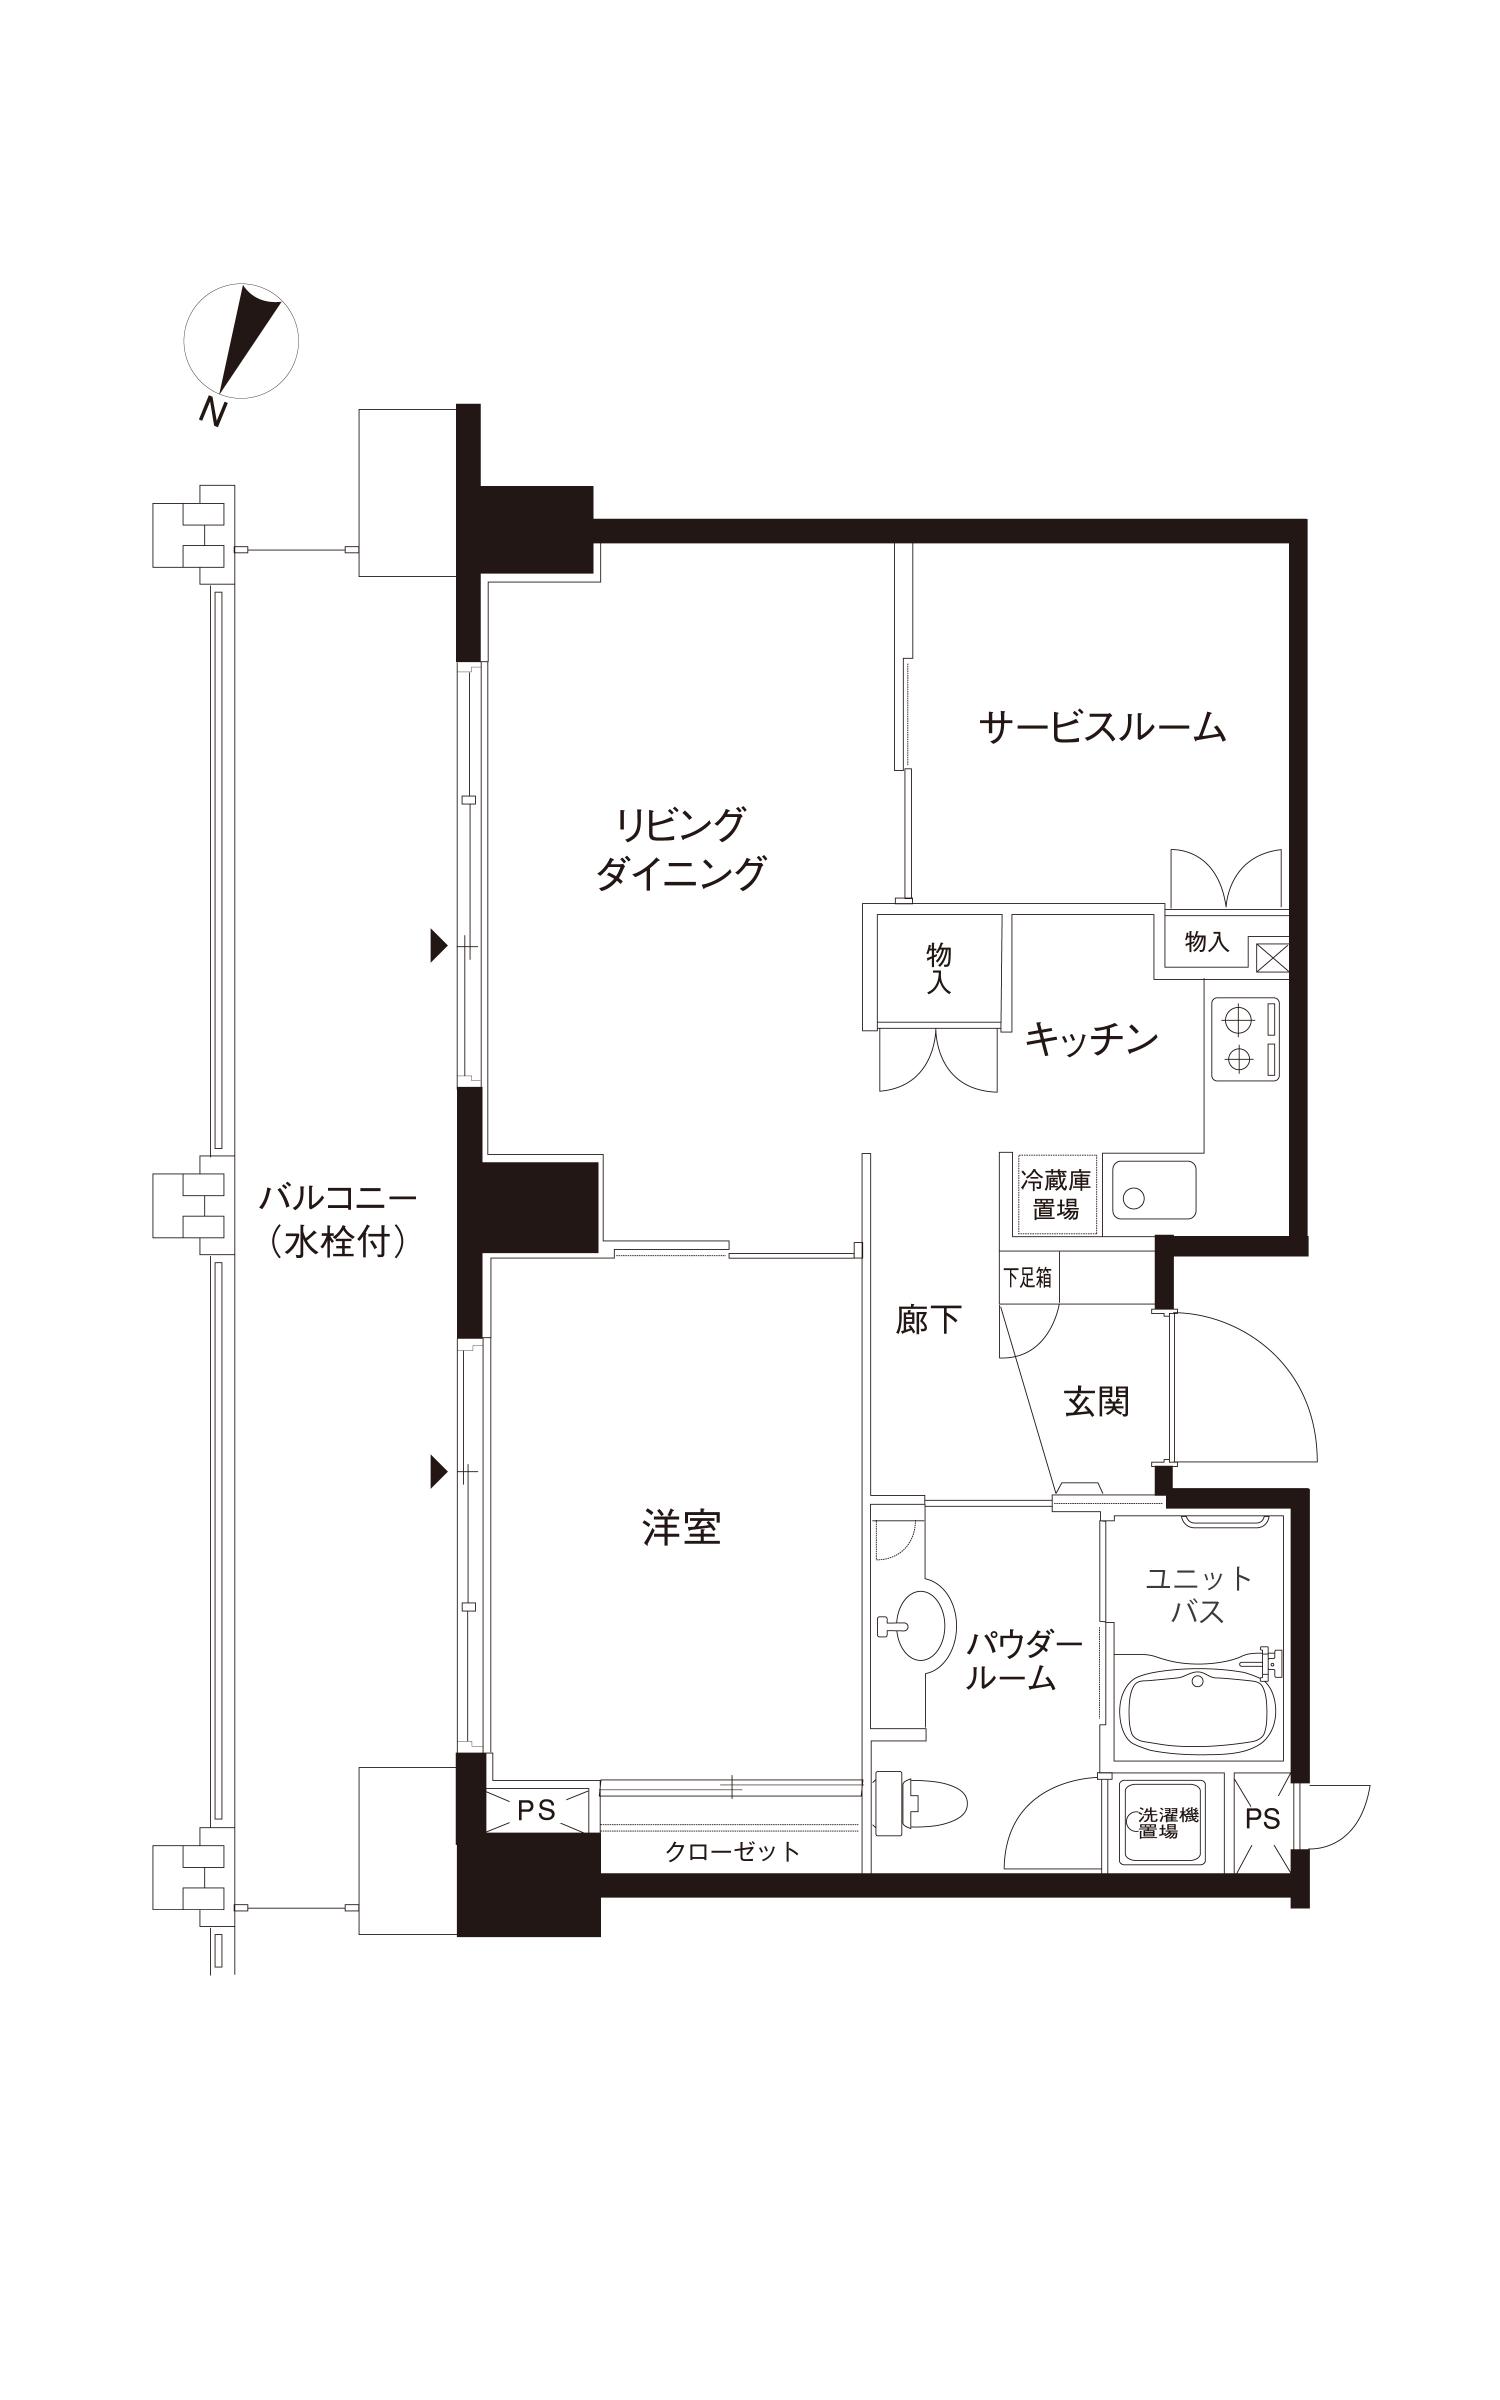 N
サービスルーム
リビング
ダイニング
物入
物
入
キッチン
冷蔵庫
置場
バルコニー
（水栓付）
下足箱
廊下
玄関
洋室
ユニット
バス
パウダー
ルーム
PS
洗濯機
置場
PS
クローゼット